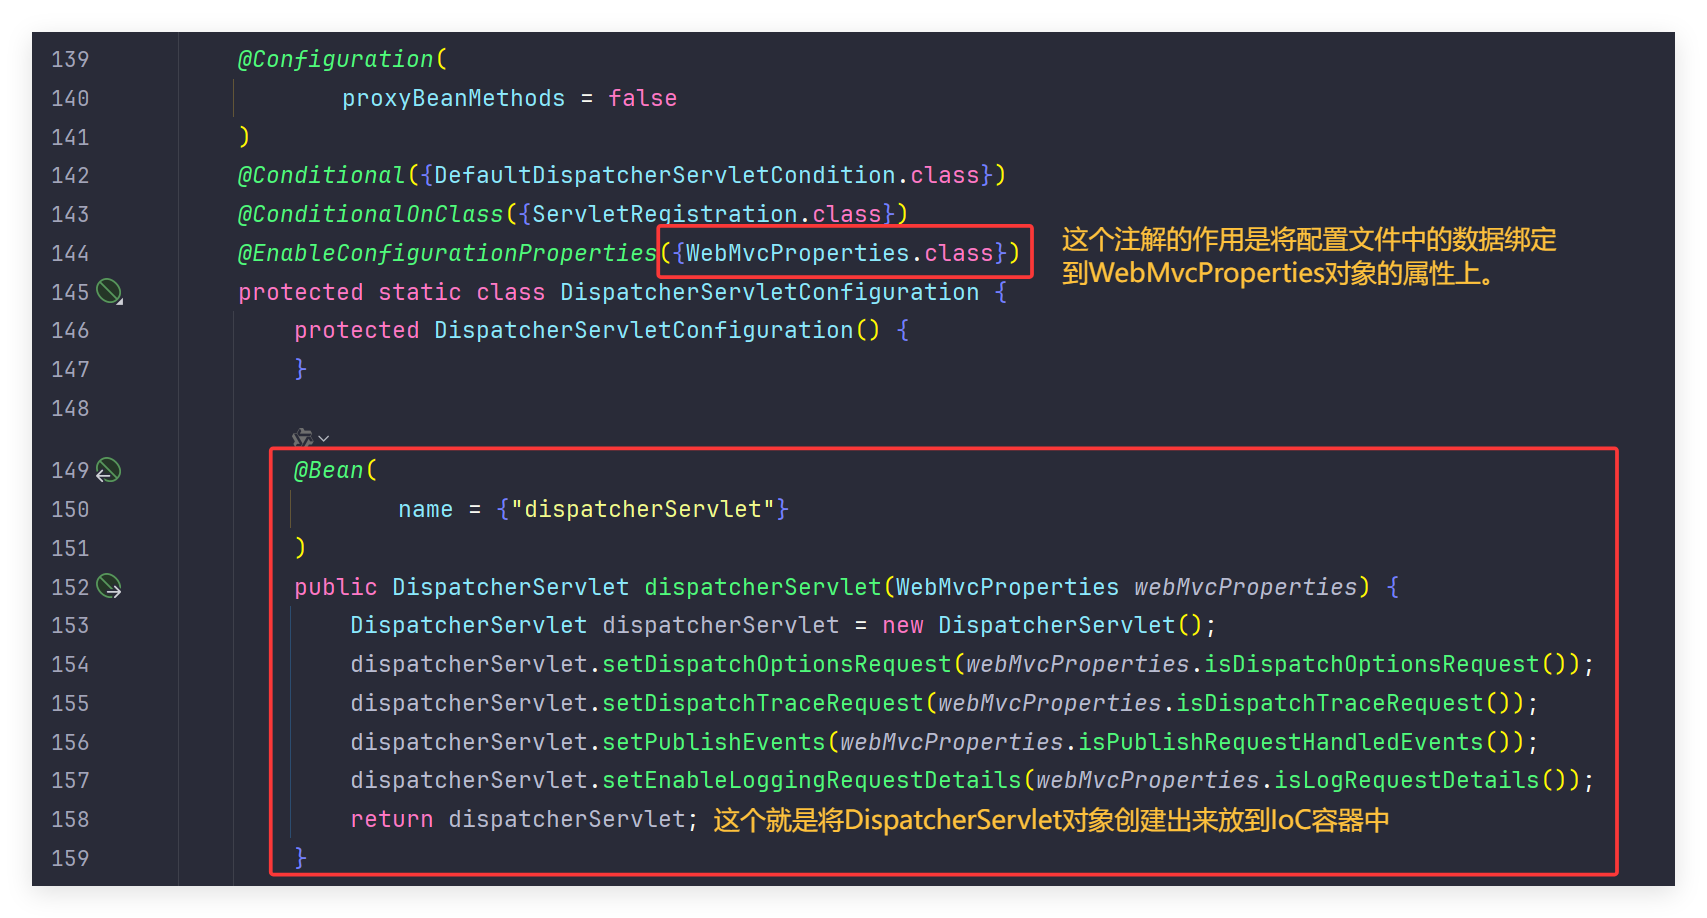 139 @Configuration(
140 proxyBeanMethods = false
141 )
142 @Conditional({DefaultDispatcherServletCondition.class})
143 @ConditionalOnClass({ServletRegistration.class})
144 @EnableConfigurationProperties({WebMvcProperties.class})
这个注解的作用是将配置文件中的数据绑定
到WebMvcProperties对象的属性上。
145 protected static class DispatcherServletConfiguration {
146 protected DispatcherServletConfiguration() {
147 }
148
149 @Bean(
150 name = {"dispatcherServlet"}
151 )
152 public DispatcherServlet dispatcherServlet(WebMvcProperties webMvcProperties) {
153 DispatcherServlet dispatcherServlet = new DispatcherServlet();
154 dispatcherServlet.setDispatchOptionsRequest(webMvcProperties.isDispatchOptionsRequest());
155 dispatcherServlet.setDispatchTraceRequest(webMvcProperties.isDispatchTraceRequest());
156 dispatcherServlet.setPublishEvents(webMvcProperties.isPublishRequestHandledEvents());
157 dispatcherServlet.setEnableLoggingRequestDetails(webMvcProperties.isLogRequestDetails());
158 return dispatcherServlet; 这个就是将DispatcherServlet对象创建出来放到IoC容器中
159 }